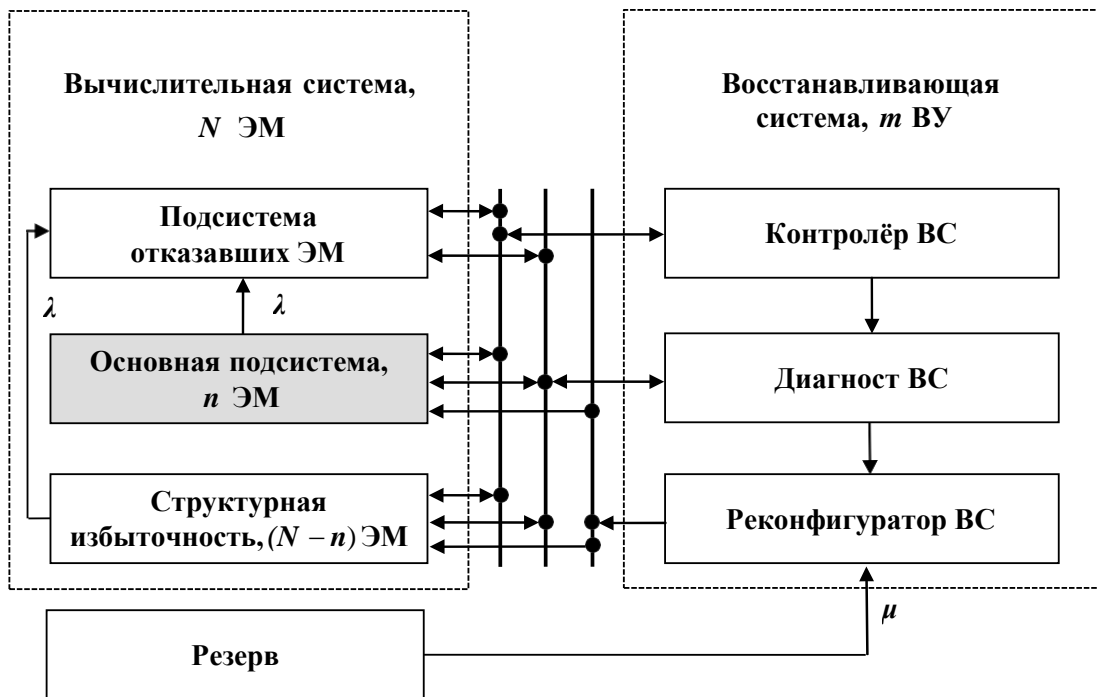 Вычислительная система,
N ЭМ
Восстанавливающая
система, m ВУ
Подсистема
отказавших ЭМ
Контролёр ВС
λ
λ
Основная подсистема,
n ЭМ
Диагност ВС
Структурная
избыточность,(N – n) ЭМ
Реконфигуратор ВС
μ
Резерв